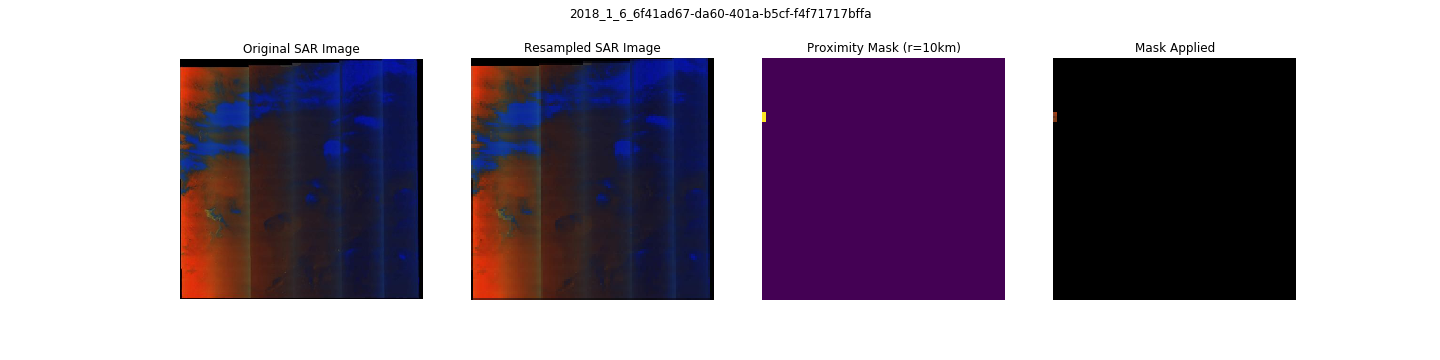 2018_1_6_6f41ad67-da60-401a-b5cf-f4f71717bffa
Original SAR Image
Resampled SAR Image
Proximity Mask (r=10km)
Mask Applied